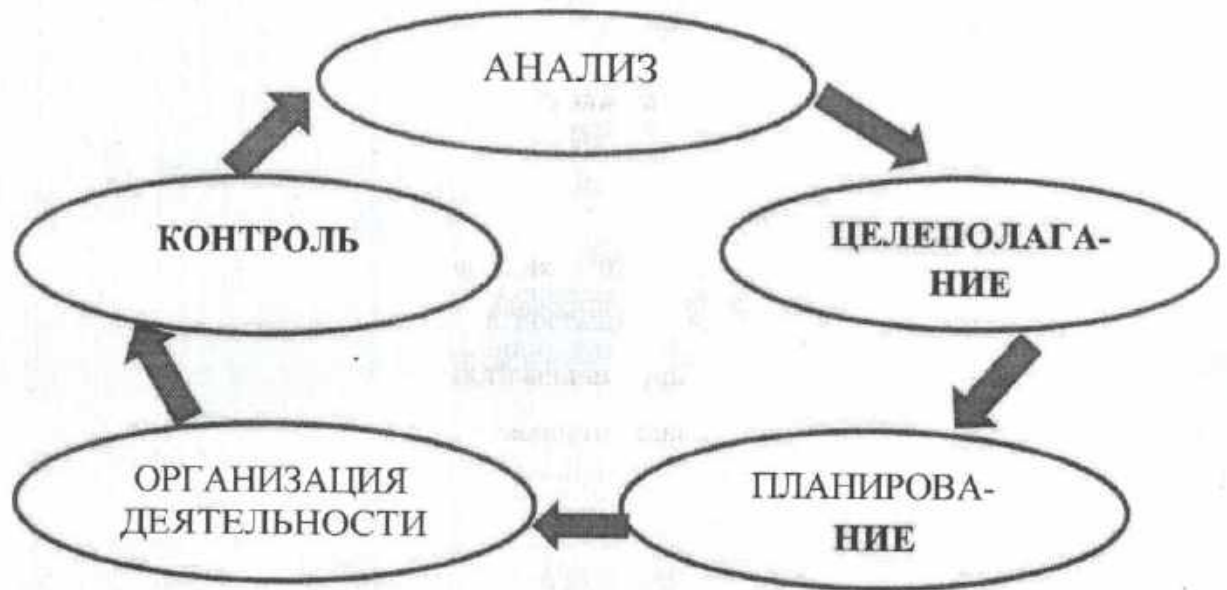 АНАЛИЗ
КОНТРОЛЬ
ЦЕЛЕПОЛАГА-
НИЕ
ОРГАНИЗАЦИЯ
ДЕЯТЕЛЬНОСТИ
ПЛАНИРОВА-
НИЕ